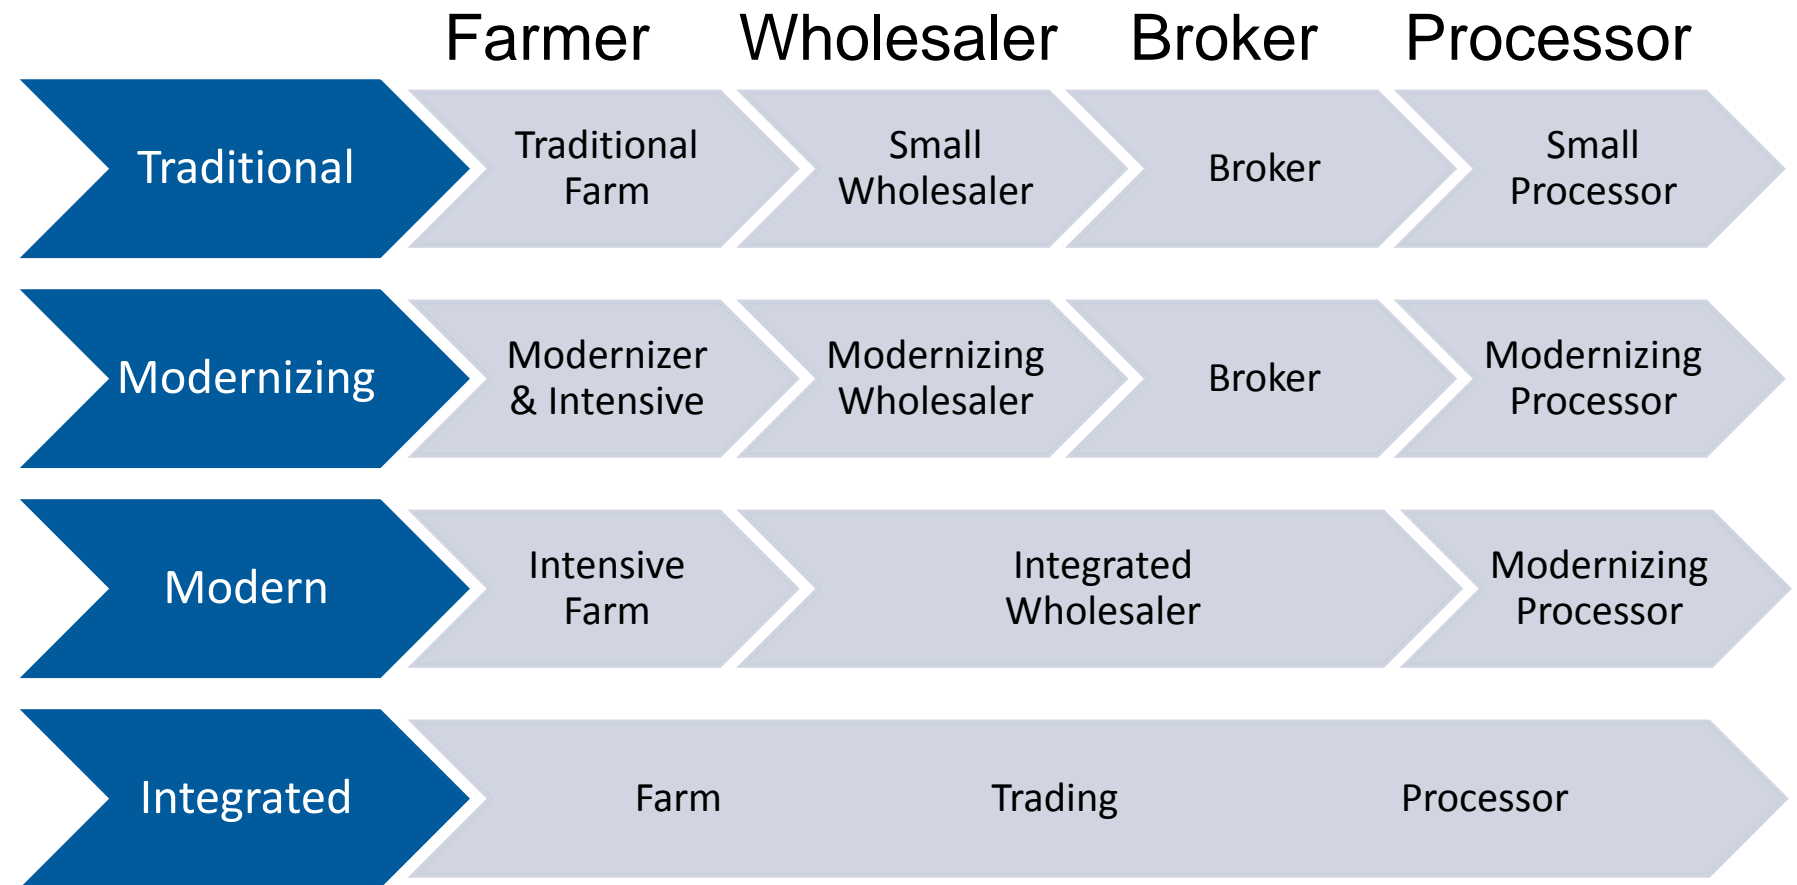 Farmer Wholesaler Broker Processor
Traditional
Traditional
Farm
Small
Wholesaler
Broker
Small
Processor
Modernizing
Modernizer
& Intensive
Modernizing
Wholesaler
Broker
Modernizing
Processor
Modern
Intensive
Farm
Integrated
Wholesaler
Modernizing
Processor
Integrated
Farm Trading Processor